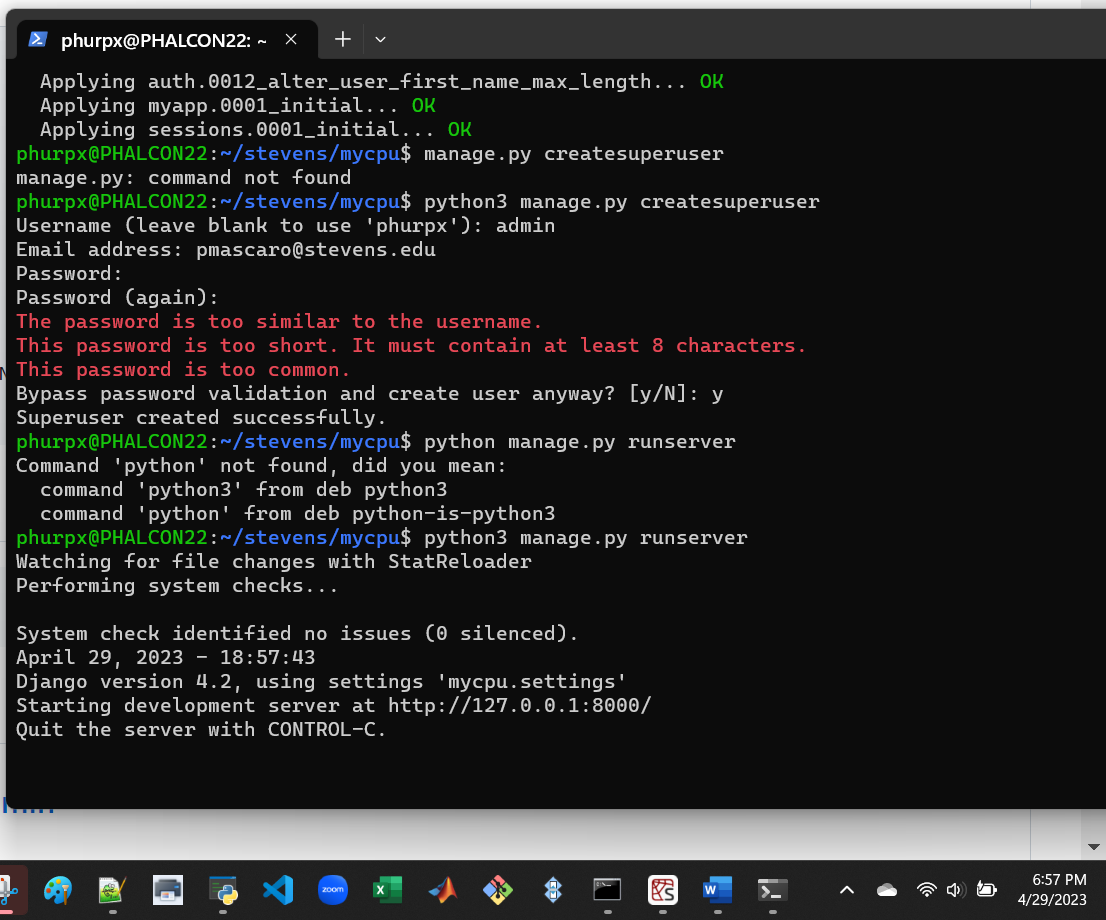 phurpx@PHALCON22: ~
  Applying auth.0012_alter_user_first_name_max_length... OK
  Applying myapp.0001_initial... OK
  Applying sessions.0001_initial... OK
phurpx@PHALCON22:~/stevens/mycpu$ manage.py createsuperuser
manage.py: command not found
phurpx@PHALCON22:~/stevens/mycpu$ python3 manage.py createsuperuser
Username (leave blank to use 'phurpx'): admin
Email address: pmascaro@stevens.edu
Password:
Password (again):
The password is too similar to the username.
This password is too short. It must contain at least 8 characters.
This password is too common.
Bypass password validation and create user anyway? [y/N]: y
Superuser created successfully.
phurpx@PHALCON22:~/stevens/mycpu$ python manage.py runserver
Command 'python' not found, did you mean:
  command 'python3' from deb python3
  command 'python' from deb python-is-python3
phurpx@PHALCON22:~/stevens/mycpu$ python3 manage.py runserver
Watching for file changes with StatReloader
Performing system checks...

System check identified no issues (0 silenced).
April 29, 2023 - 18:57:43
Django version 4.2, using settings 'mycpu.settings'
Starting development server at http://127.0.0.1:8000/
Quit the server with CONTROL-C.
zoom
6:57 PM
4/29/2023